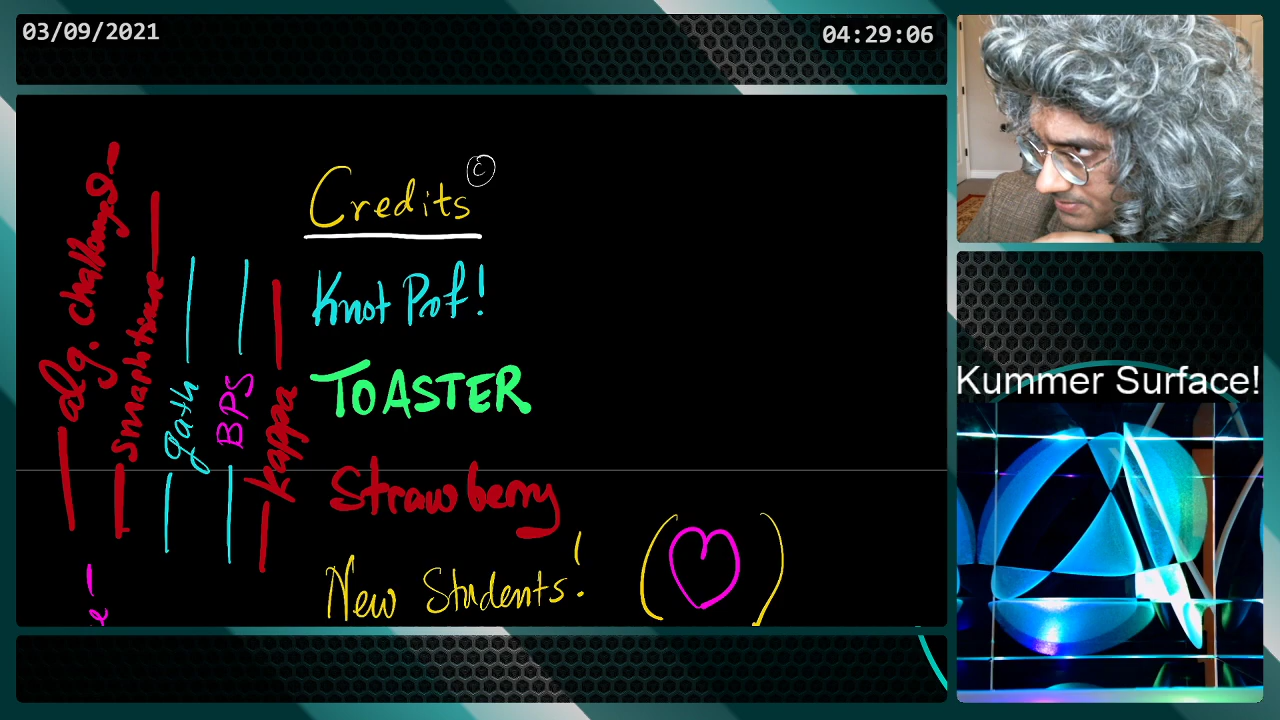 03/09/2021
04:29:06
Credits ©
Knot Prof!
TOASTER
Strawberry
New Students!
alg. challenge
smarhtime
gath
BPS
kappa
Kummer Surface!